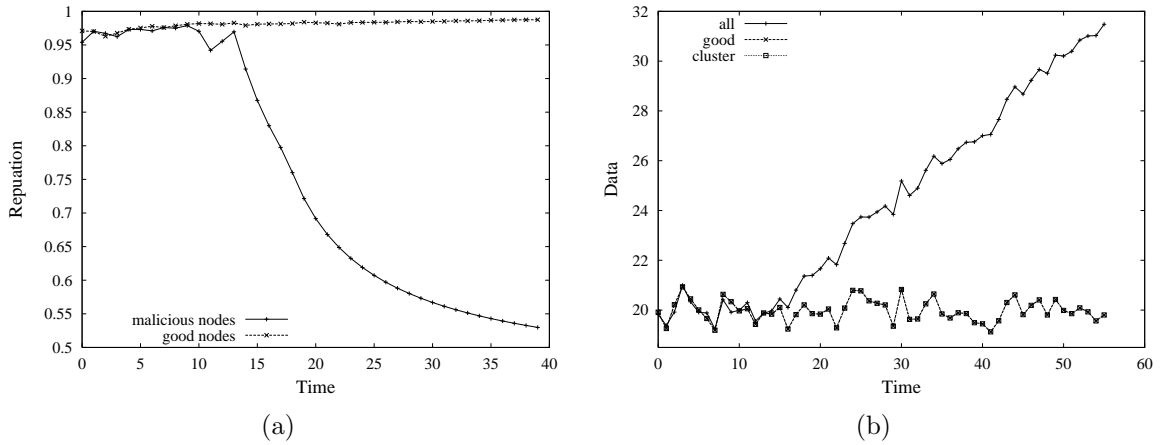 1
0.95
0.9
0.85
0.8
0.75
0.7
0.65
0.6
0.55
0.5
Repuation
malicious nodes
good nodes
0 5 10 15 20 25 30 35 40
Time
(a)
32
30
28
26
24
22
20
Data
all
good
cluster
0 10 20 30 40 50 60
Time
(b)